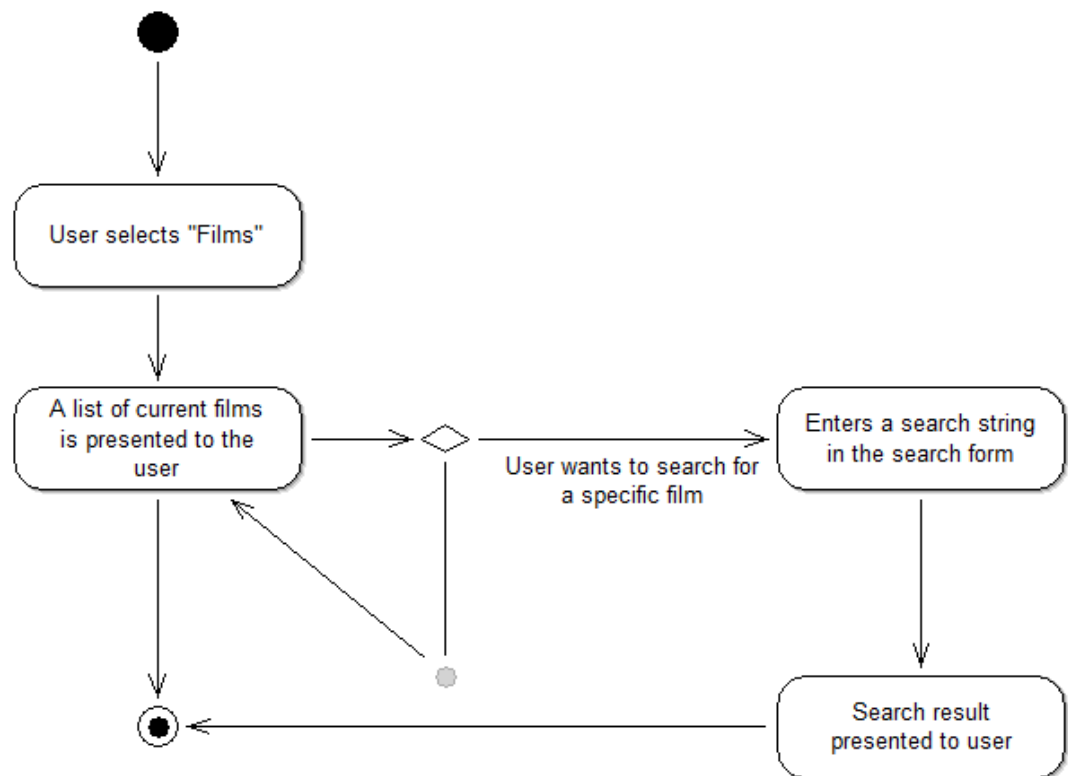 User selects "Films"
A list of current films
is presented to the
user
User wants to search for
a specific film
Enters a search string
in the search form
Search result
presented to user